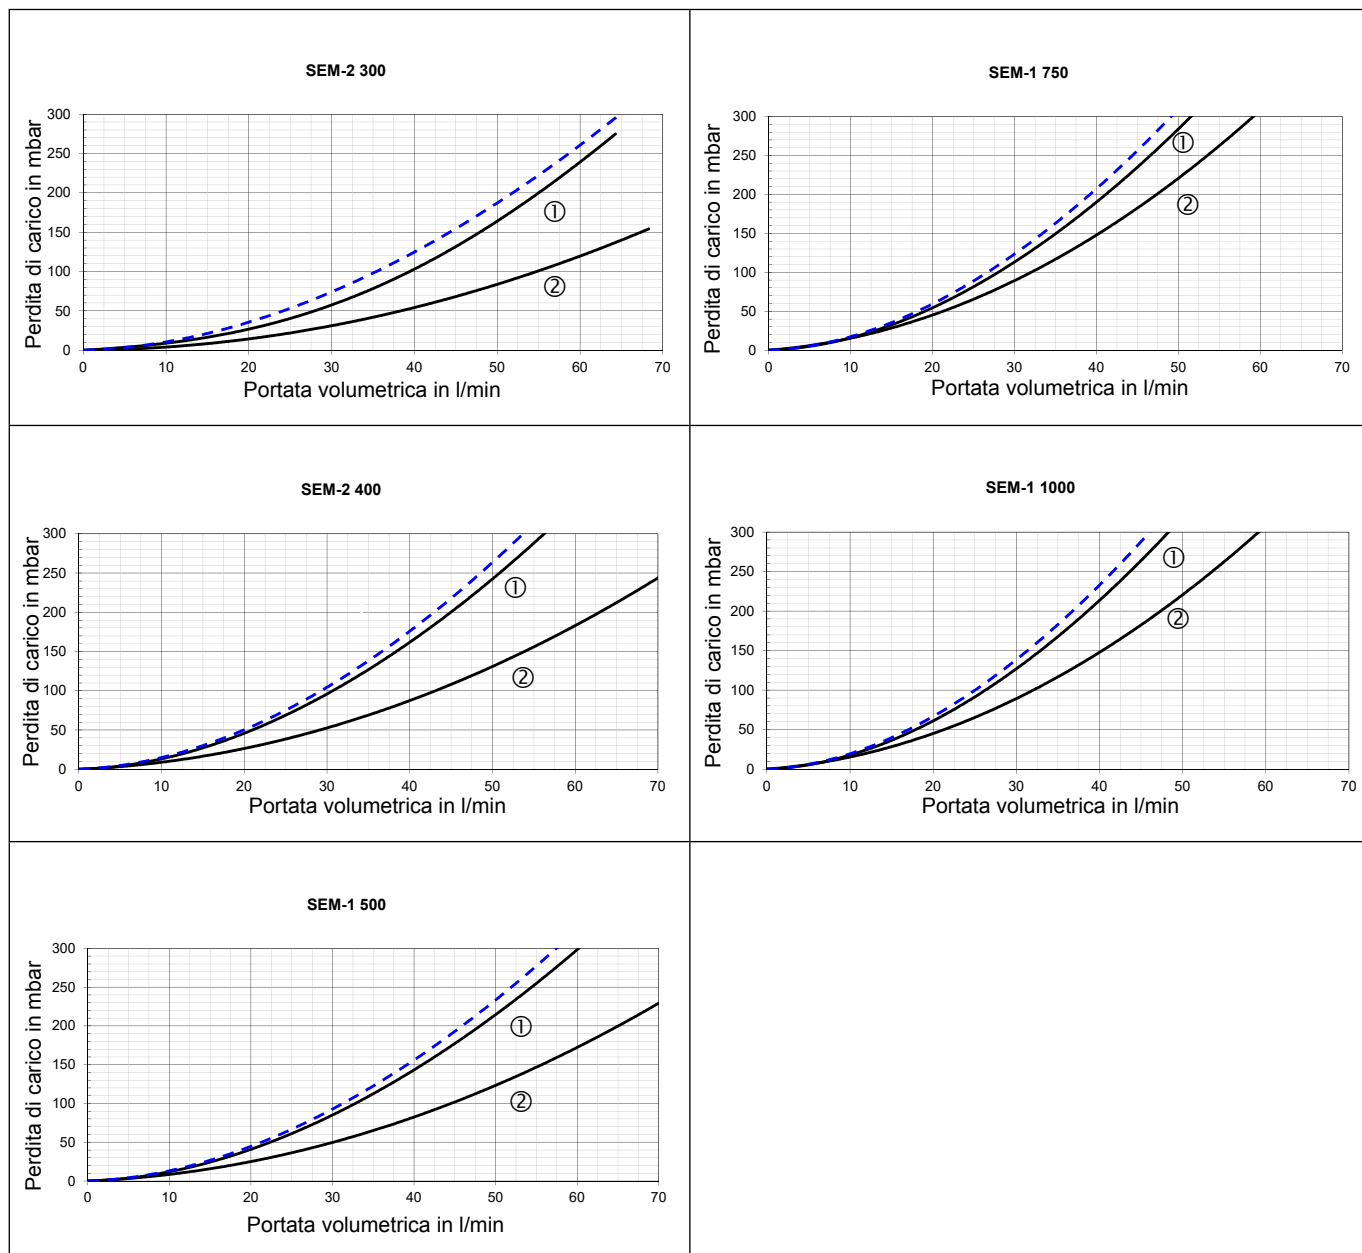 SEM-2 300
Perdita di carico in mbar
300
250
200
150
100
50
0
①
②
0 10 20 30 40 50 60 70
Portata volumetrica in l/min
SEM-1 750
Perdita di carico in mbar
300
250
200
150
100
50
0
①
②
0 10 20 30 40 50 60 70
Portata volumetrica in l/min
SEM-2 400
Perdita di carico in mbar
300
250
200
150
100
50
0
①
②
0 10 20 30 40 50 60 70
Portata volumetrica in l/min
SEM-1 1000
Perdita di carico in mbar
300
250
200
150
100
50
0
①
②
0 10 20 30 40 50 60 70
Portata volumetrica in l/min
SEM-1 500
Perdita di carico in mbar
300
250
200
150
100
50
0
①
②
0 10 20 30 40 50 60 70
Portata volumetrica in l/min